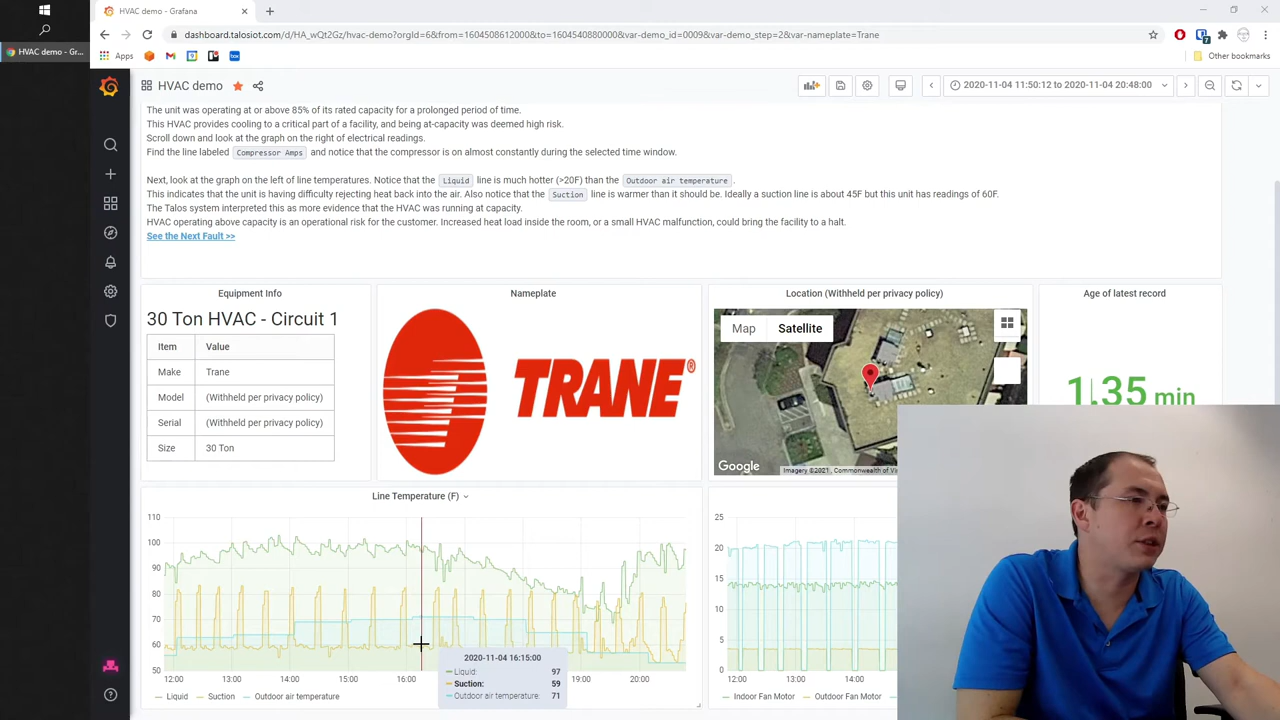 HVAC demo - Gr...
HVAC demo - Grafana
dashboard.talosiot.com/d/HA_wQt2Gz/hvac-demo?orgId=6&from=1604508612000&to=1604540880000&var-demo_id=0009&var-demo_step=2&var-nameplate=Trane
Apps
Other bookmarks
HVAC demo
2020-11-04 11:50:12 to 2020-11-04 20:48:00
The unit was operating at or above 85% of its rated capacity for a prolonged period of time.
This HVAC provides cooling to a critical part of a facility, and being at-capacity was deemed high risk.
Scroll down and look at the graph on the right of electrical readings.
Find the line labeled Compressor Amps and notice that the compressor is on almost constantly during the selected time window.
Next, look at the graph on the left of line temperatures. Notice that the Liquid line is much hotter (>20F) than the Outdoor air temperature.
This indicates that the unit is having difficulty rejecting heat back into the air. Also notice that the Suction line is warmer than it should be. Ideally a suction line is about 45F but this unit has readings of 60F.
The Talos system interpreted this as more evidence that the HVAC was running at capacity.
HVAC operating above capacity is an operational risk for the customer. Increased heat load inside the room, or a small HVAC malfunction, could bring the facility to a halt.
See the Next Fault >>
Equipment Info
30 Ton HVAC - Circuit 1
Item Value
Make Trane
Model (Withheld per privacy policy)
Serial (Withheld per privacy policy)
Size 30 Ton
Nameplate
TRANE®
Location (Withheld per privacy policy)
Map Satellite
Google
Imagery ©2021 , Commonwealth of Vi
Age of latest record
1.35 min
Line Temperature (F)
110
100
90
80
70
60
50
12:00 13:00 14:00 15:00 16:00 19:00 20:00
Liquid Suction Outdoor air temperature
2020-11-04 16:15:00
Liquid: 97
Suction: 59
Outdoor air temperature: 71
25
20
15
10
5
0
12:00 13:00 14:00
Indoor Fan Motor Outdoor Fan Motor